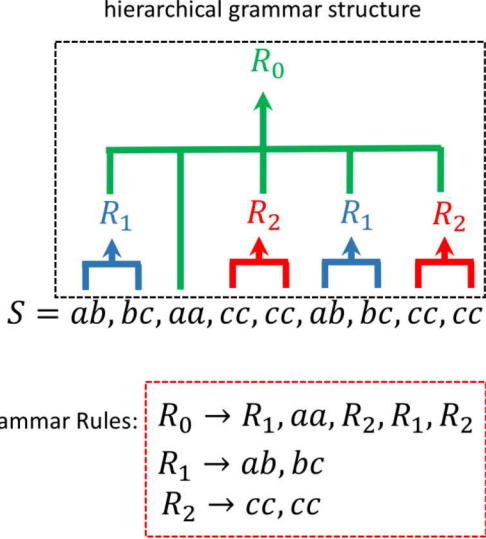 hierarchical grammar structure
R₀
R₁ R₂ R₁ R₂
S = ab, bc, aa, cc, cc, ab, bc, cc, cc
ammar Rules:
R₀ → R₁, aa, R₂, R₁, R₂
R₁ → ab, bc
R₂ → cc, cc